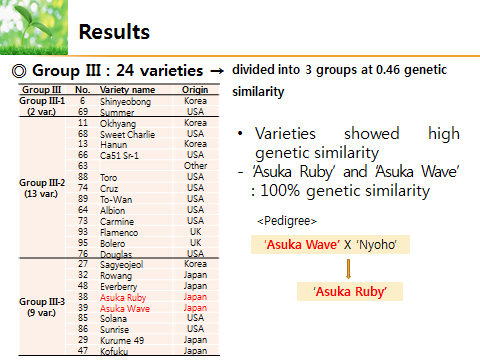 Results
◎ Group Ⅲ : 24 varieties → divided into 3 groups at 0.46 genetic
similarity
Group III No. Variety name Origin
Group III-1
(2 var.)
6 Shinyeobong Korea
69 Summer USA
Group III-2
(13 var.)
11 Okhyang Korea
68 Sweet Charlie USA
13 Hanun Korea
66 Ca51 Sr-1 USA
63 Other
88 Toro USA
74 Cruz USA
89 To-Wan USA
64 Albion USA
73 Carmine USA
93 Flamenco UK
95 Bolero UK
76 Douglas USA
Group III-3
(9 var.)
27 Sagyejeol Korea
32 Rowang Japan
48 Everberry Japan
38 Asuka Ruby Japan
39 Asuka Wave Japan
85 Solana USA
86 Sunrise USA
29 Kurume 49 Japan
47 Kofuku Japan
• Varieties showed high
genetic similarity
- ‘Asuka Ruby’ and ‘Asuka Wave’
: 100% genetic similarity
<Pedigree>
‘Asuka Wave’ X ‘Nyoho’
‘Asuka Ruby’